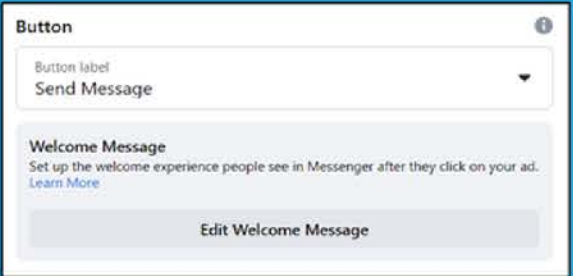 Button
Button label
Send Message
Welcome Message
Set up the welcome experience people see in Messenger after they click on your ad.
Learn More
Edit Welcome Message